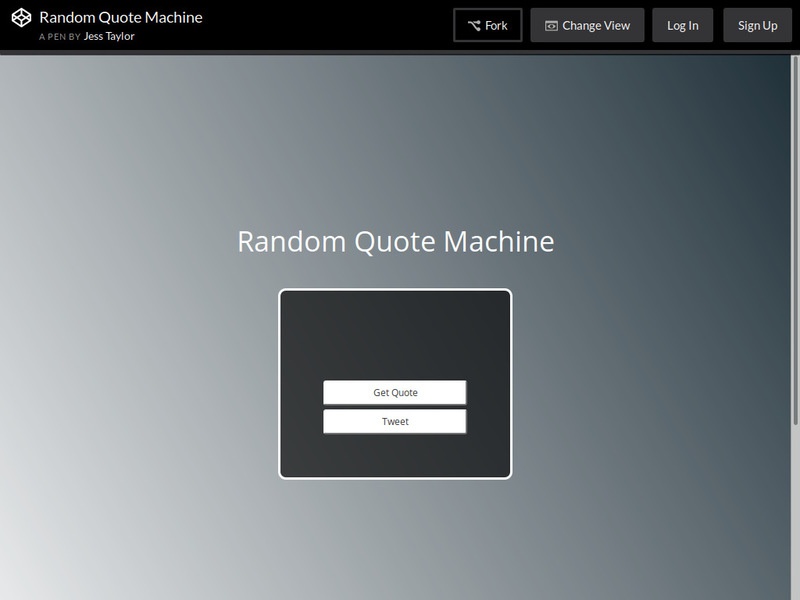 Random Quote Machine
A PEN BY Jess Taylor
Fork
Change View
Log In
Sign Up
Random Quote Machine
Get Quote
Tweet